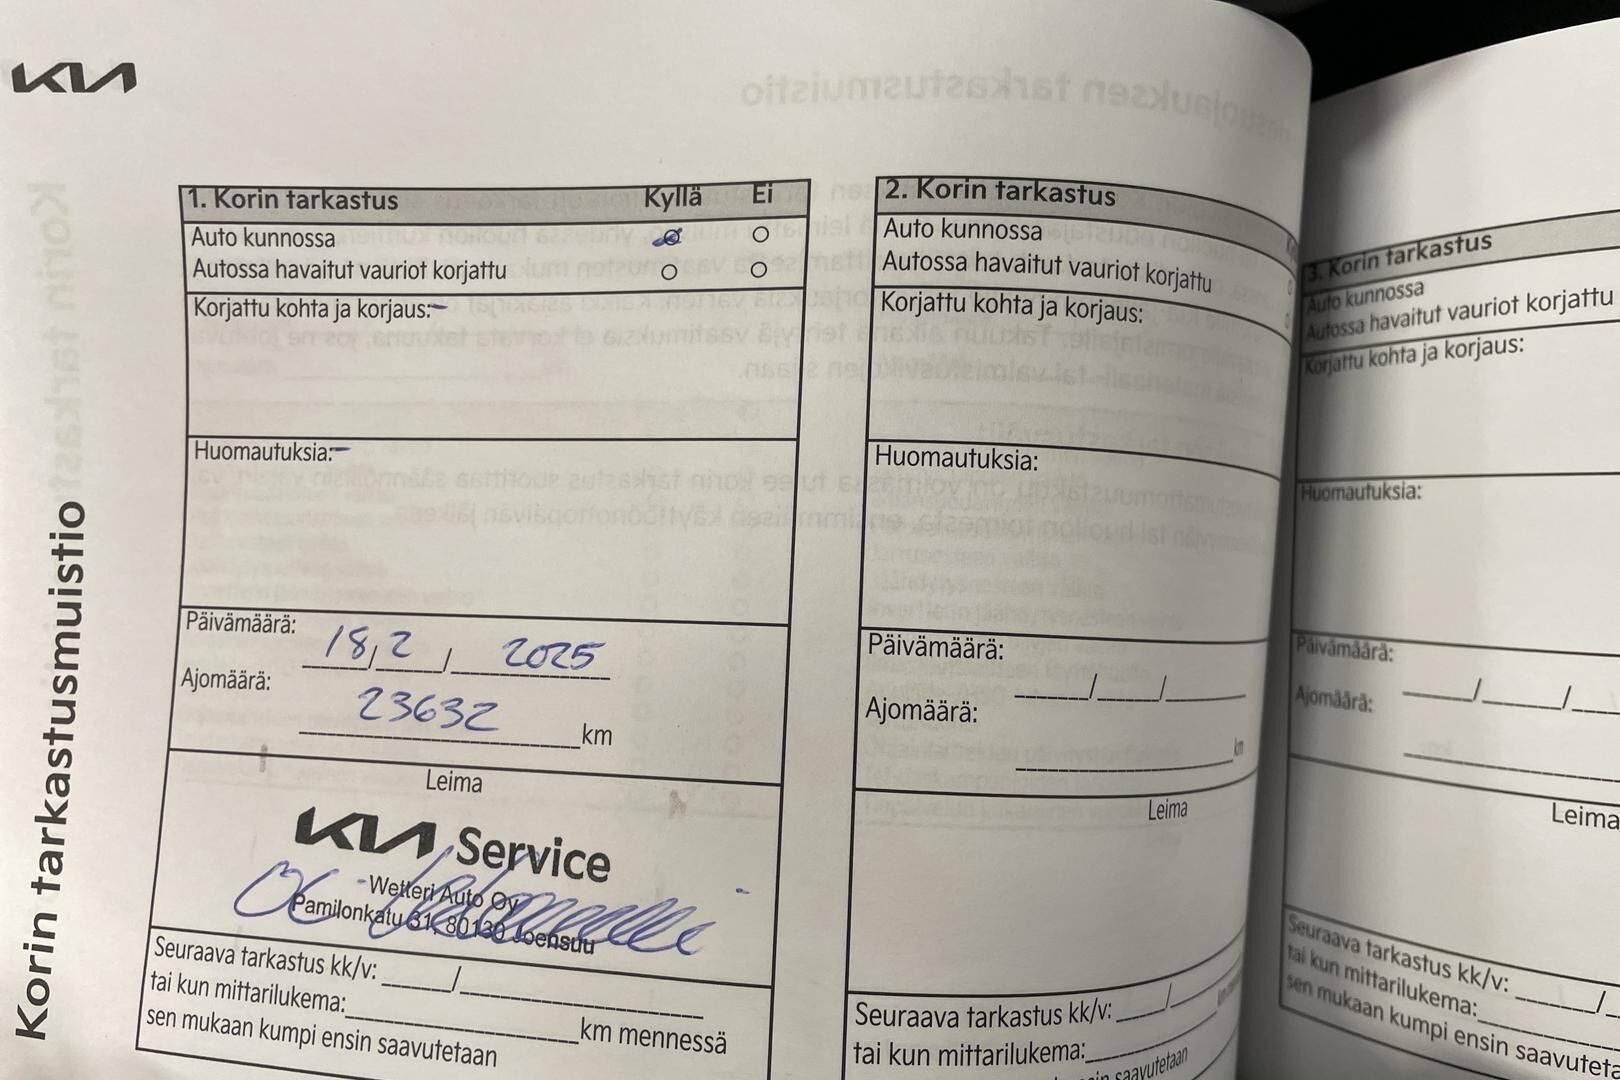 KIA
Korin tarkastusmuistio
1. Korin tarkastus Kyllä Ei
Auto kunnossa
Autossa havaitut vauriot korjattu
Korjattu kohta ja korjaus:-
Huomautuksia:-
Päivämäärä: 18/2 / 2025
Ajomäärä: 23632 km
Leima
KIA Service
Wetteri Auto Oy
Pamilonkatu 31, 80130 Joensuu
Seuraava tarkastus kk/v: /
tai kun mittarilukema: km mennessä
sen mukaan kumpi ensin saavutetaan
2. Korin tarkastus
Auto kunnossa
Autossa havaitut vauriot korjattu
Korjattu kohta ja korjaus:
Huomautuksia:
Päivämäärä: / /
Ajomäärä: km
Leima
Seuraava tarkastus kk/v: /
tai kun mittarilukema:
saavutetaan
3. Korin tarkastus
Auto kunnossa
Autossa havaitut vauriot korjattu
Korjattu kohta ja korjaus:
Huomautuksia:
Päivämäärä: / /
Ajomäärä:
Leima
Seuraava tarkastus kk/v: /
tai kun mittarilukema:
sen mukaan kumpi ensin saavuteta